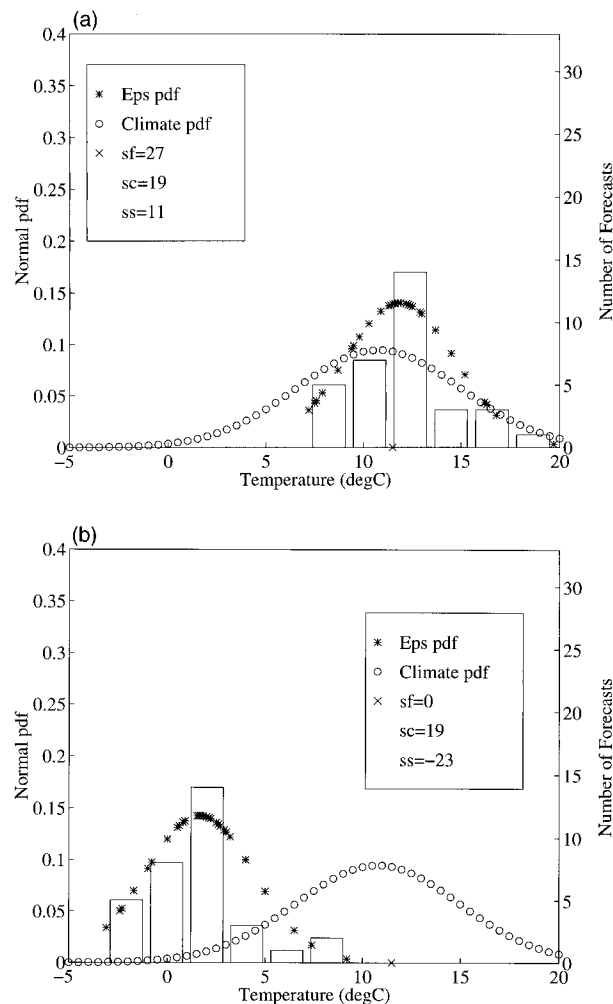 (a)
0.4
0.35
0.3
0.25
0.2
0.15
0.1
0.05
0
Normal pdf
Eps pdf
Climate pdf
sf=27
sc=19
ss=11
30
25
20
15
10
5
0
Number of Forecasts
-5 0 5 10 15 20
Temperature (degC)
(b)
0.4
0.35
0.3
0.25
0.2
0.15
0.1
0.05
0
Normal pdf
Eps pdf
Climate pdf
sf=0
sc=19
ss=-23
30
25
20
15
10
5
0
Number of Forecasts
-5 0 5 10 15 20
Temperature (degC)